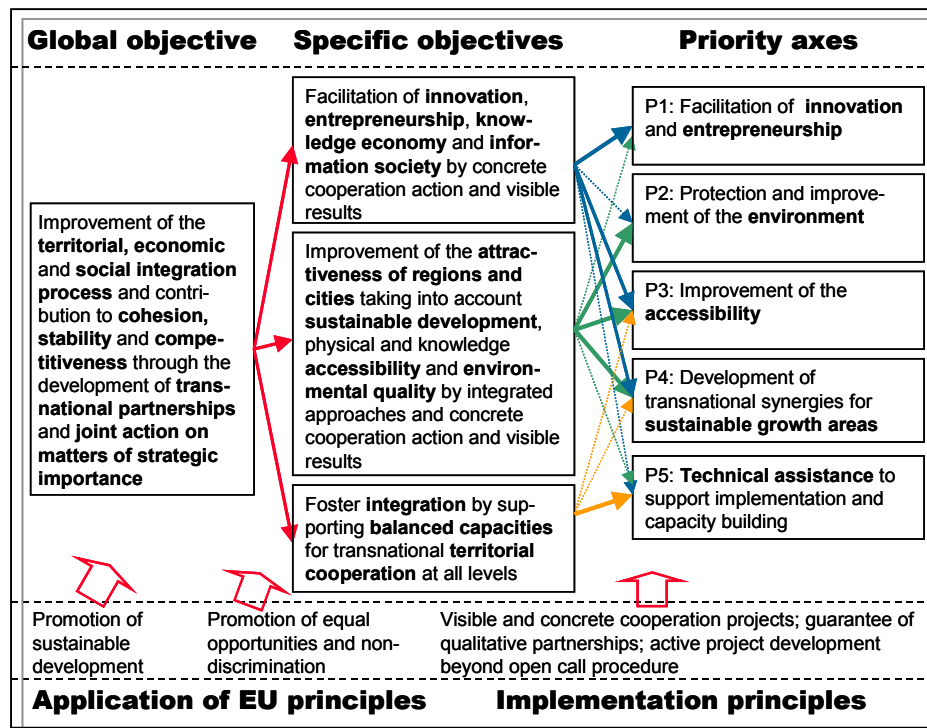 Global objective
Specific objectives
Priority axes
Improvement of the
territorial, economic
and social integration
process and contri-
bution to cohesion,
stability and compe-
titiveness through the
development of trans-
national partnerships
and joint action on
matters of strategic
importance
Facilitation of innovation,
entrepreneurship, know-
ledge economy and infor-
mation society by concrete
cooperation action and visible
results
Improvement of the attrac-
tiveness of regions and
cities taking into account
sustainable development,
physical and knowledge
accessibility and environ-
mental quality by integrated
approaches and concrete
cooperation action and visible
results
Foster integration by sup-
porting balanced capacities
for transnational territorial
cooperation at all levels
P1: Facilitation of innovation
and entrepreneurship
P2: Protection and improve-
ment of the environment
P3: Improvement of the
accessibility
P4: Development of
transnational synergies for
sustainable growth areas
P5: Technical assistance to
support implementation and
capacity building
Promotion of
sustainable
development
Promotion of equal
opportunities and non-
discrimination
Visible and concrete cooperation projects; guarantee of
qualitative partnerships; active project development
beyond open call procedure
Application of EU principles
Implementation principles